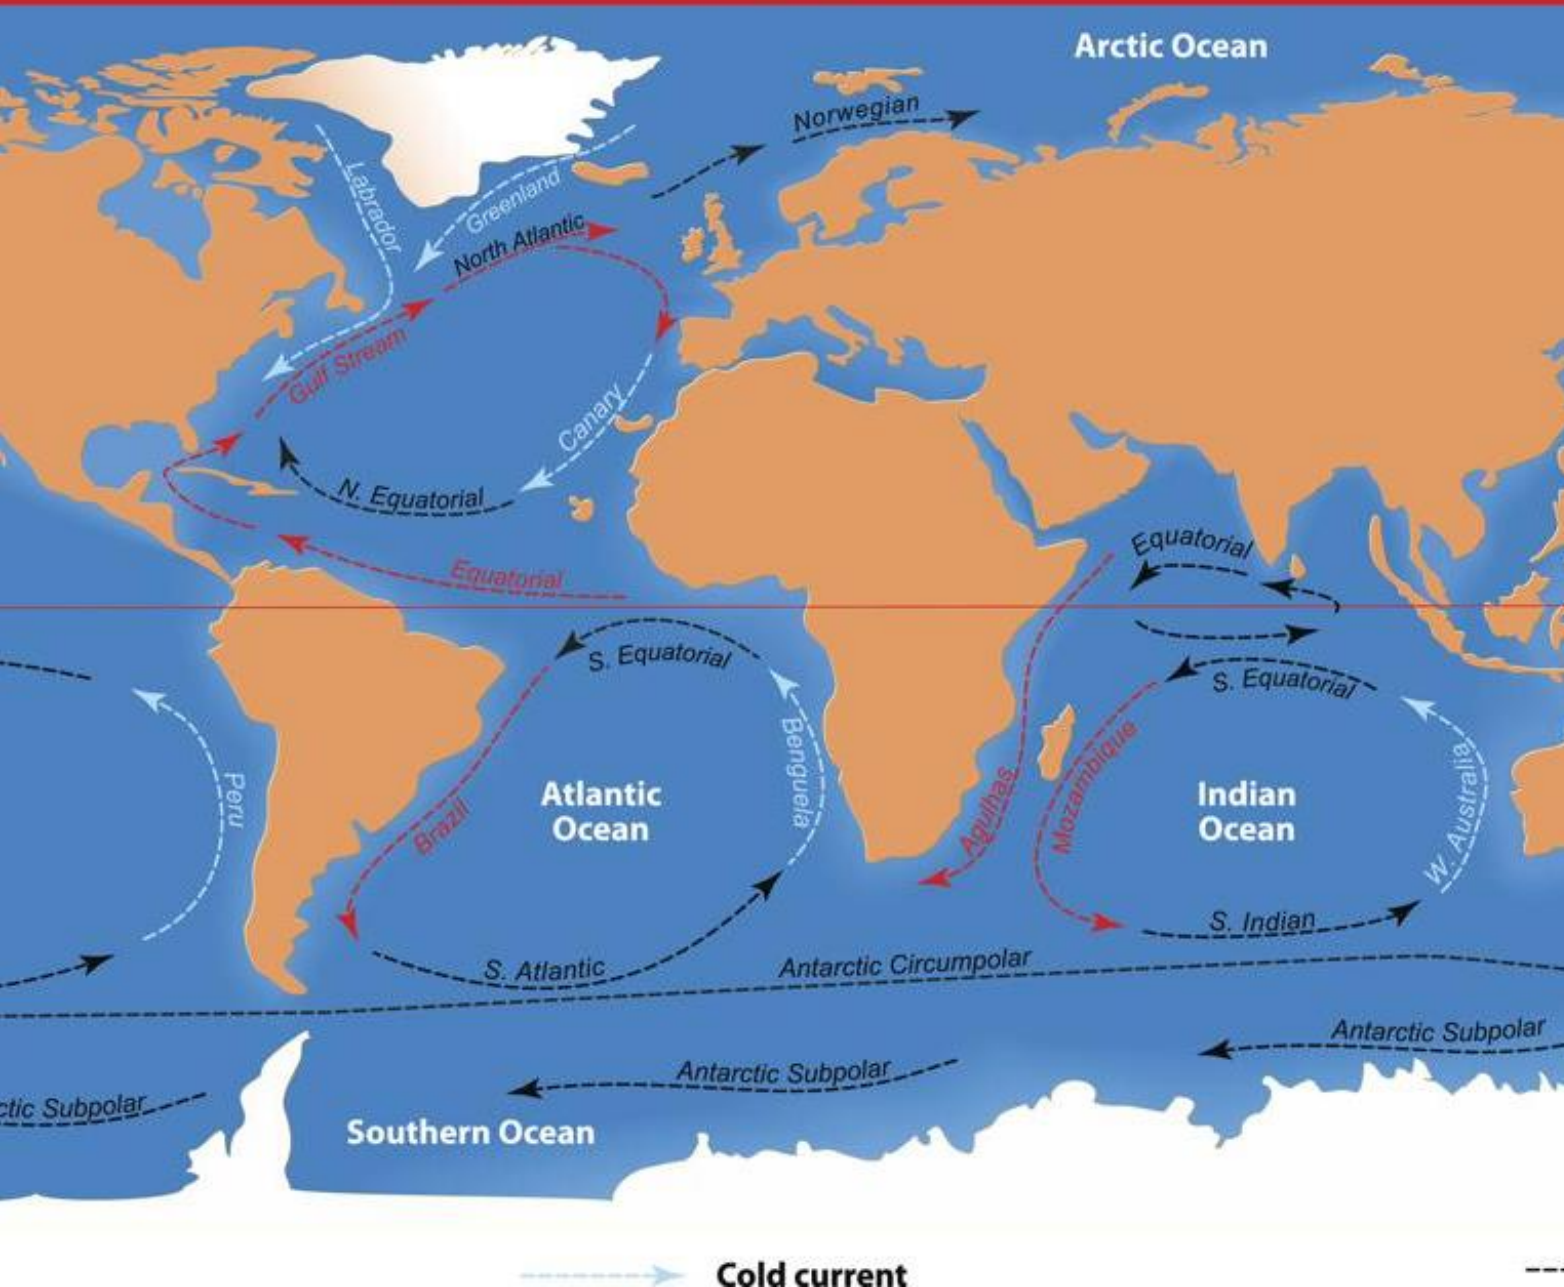 Arctic Ocean
Norwegian
Labrador
Greenland
North Atlantic
Gulf Stream
Canary
N. Equatorial
Equatorial
Equatorial
S. Equatorial
S. Equatorial
Peru
Brazil
Atlantic
Ocean
Benguela
Agulhas
Mozambique
Indian
Ocean
W. Australia
S. Indian
S. Atlantic
Antarctic Circumpolar
Antarctic Subpolar
Antarctic Subpolar
ctic Subpolar
Southern Ocean
Cold current